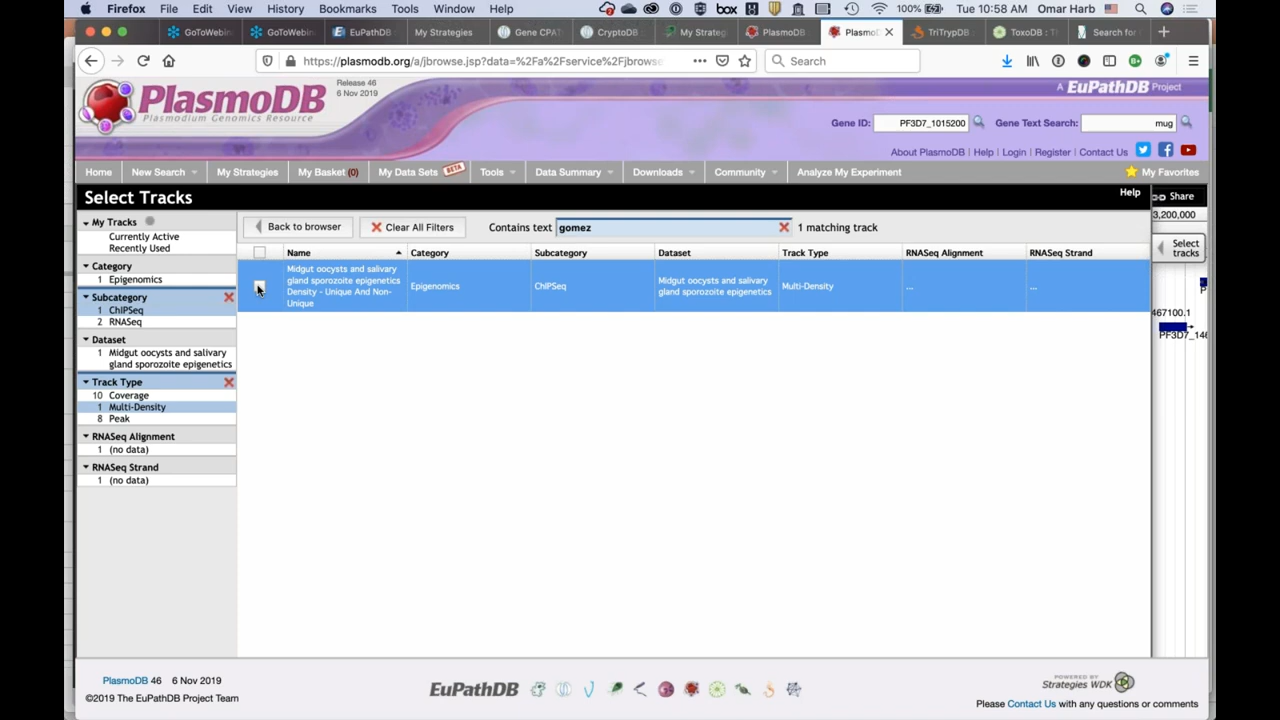 Firefox File Edit View History Bookmarks Tools Window Help box 100% Tue 10:58 AM Omar Harb
GoToWebin GoToWebin EuPathDB My Strategies Gene CPAT CryptoDB My Strateg PlasmoDB Plasmo TriTrypDB ToxoDB : Th Search for
https://plasmodb.org/a/jbrowse.jsp?data=%2Fa%2Fservice%2Fjbrowse Search
PlasmoDB
Plasmodium Genomics Resource
Release 46
6 Nov 2019
A EuPathDB Project
Gene ID: PF3D7_1015200 Gene Text Search: mug
About PlasmoDB | Help | Login | Register | Contact Us
Home New Search My Strategies My Basket (0) My Data Sets BETA Tools Data Summary Downloads Community Analyze My Experiment My Favorites
Select Tracks Help Share
3,200,000
Select
tracks
467100.1
PF3D7_146
My Tracks
Currently Active
Recently Used
Category
1 Epigenomics
Subcategory
1 ChIPSeq
2 RNASeq
Dataset
1 Midgut oocysts and salivary
gland sporozoite epigenetics
Track Type
10 Coverage
1 Multi-Density
8 Peak
RNASeq Alignment
1 (no data)
RNASeq Strand
1 (no data)
Back to browser Clear All Filters Contains text gomez 1 matching track
Name Category Subcategory Dataset Track Type RNASeq Alignment RNASeq Strand
Midgut oocysts and salivary
gland sporozoite epigenetics
Density - Unique And Non-
Unique
Epigenomics ChIPSeq
Midgut oocysts and salivary
gland sporozoite epigenetics
Multi-Density ... ...
PlasmoDB 46 6 Nov 2019
©2019 The EuPathDB Project Team
EuPathDB
POWERED BY
Strategies WDK
Please Contact Us with any questions or comments